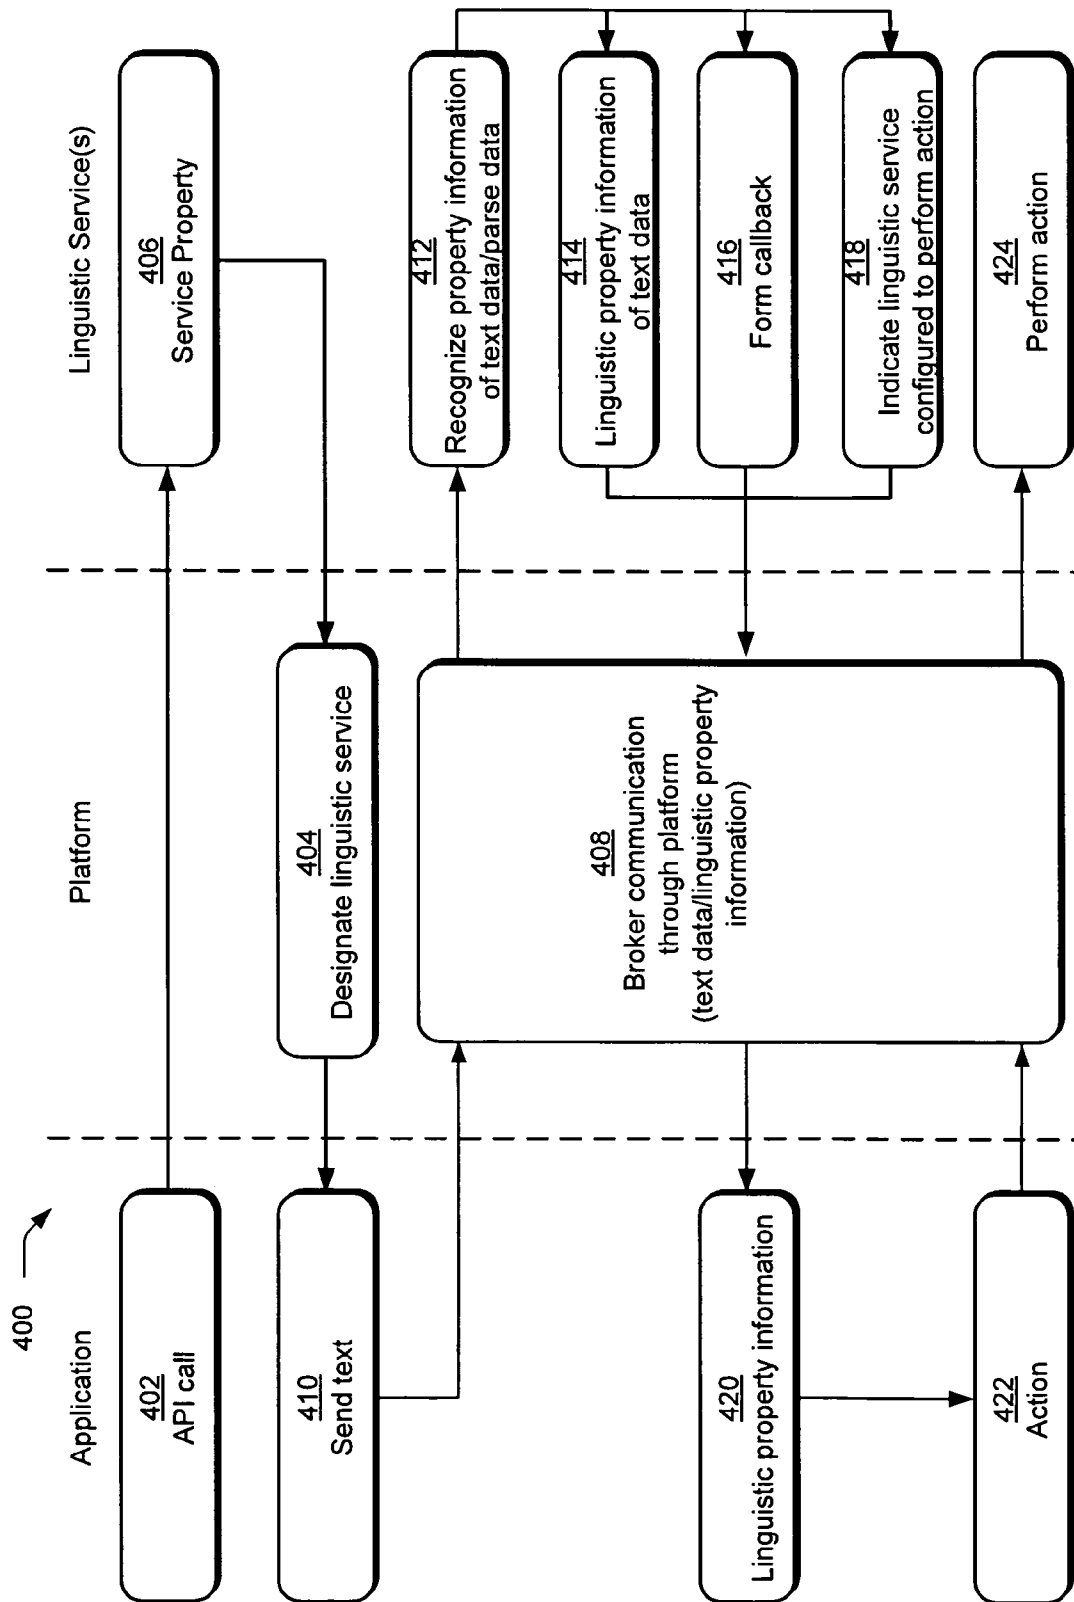 400
Application
Platform
Linguistic Service(s)
402
API call
406
Service Property
404
Designate linguistic service
410
Send text
408
Broker communication
through platform
(text data/linguistic property
information)
412
Recognize property information
of text data/parse data
414
Linguistic property information
of text data
416
Form callback
418
Indicate linguistic service
configured to perform action
420
Linguistic property information
422
Action
424
Perform action